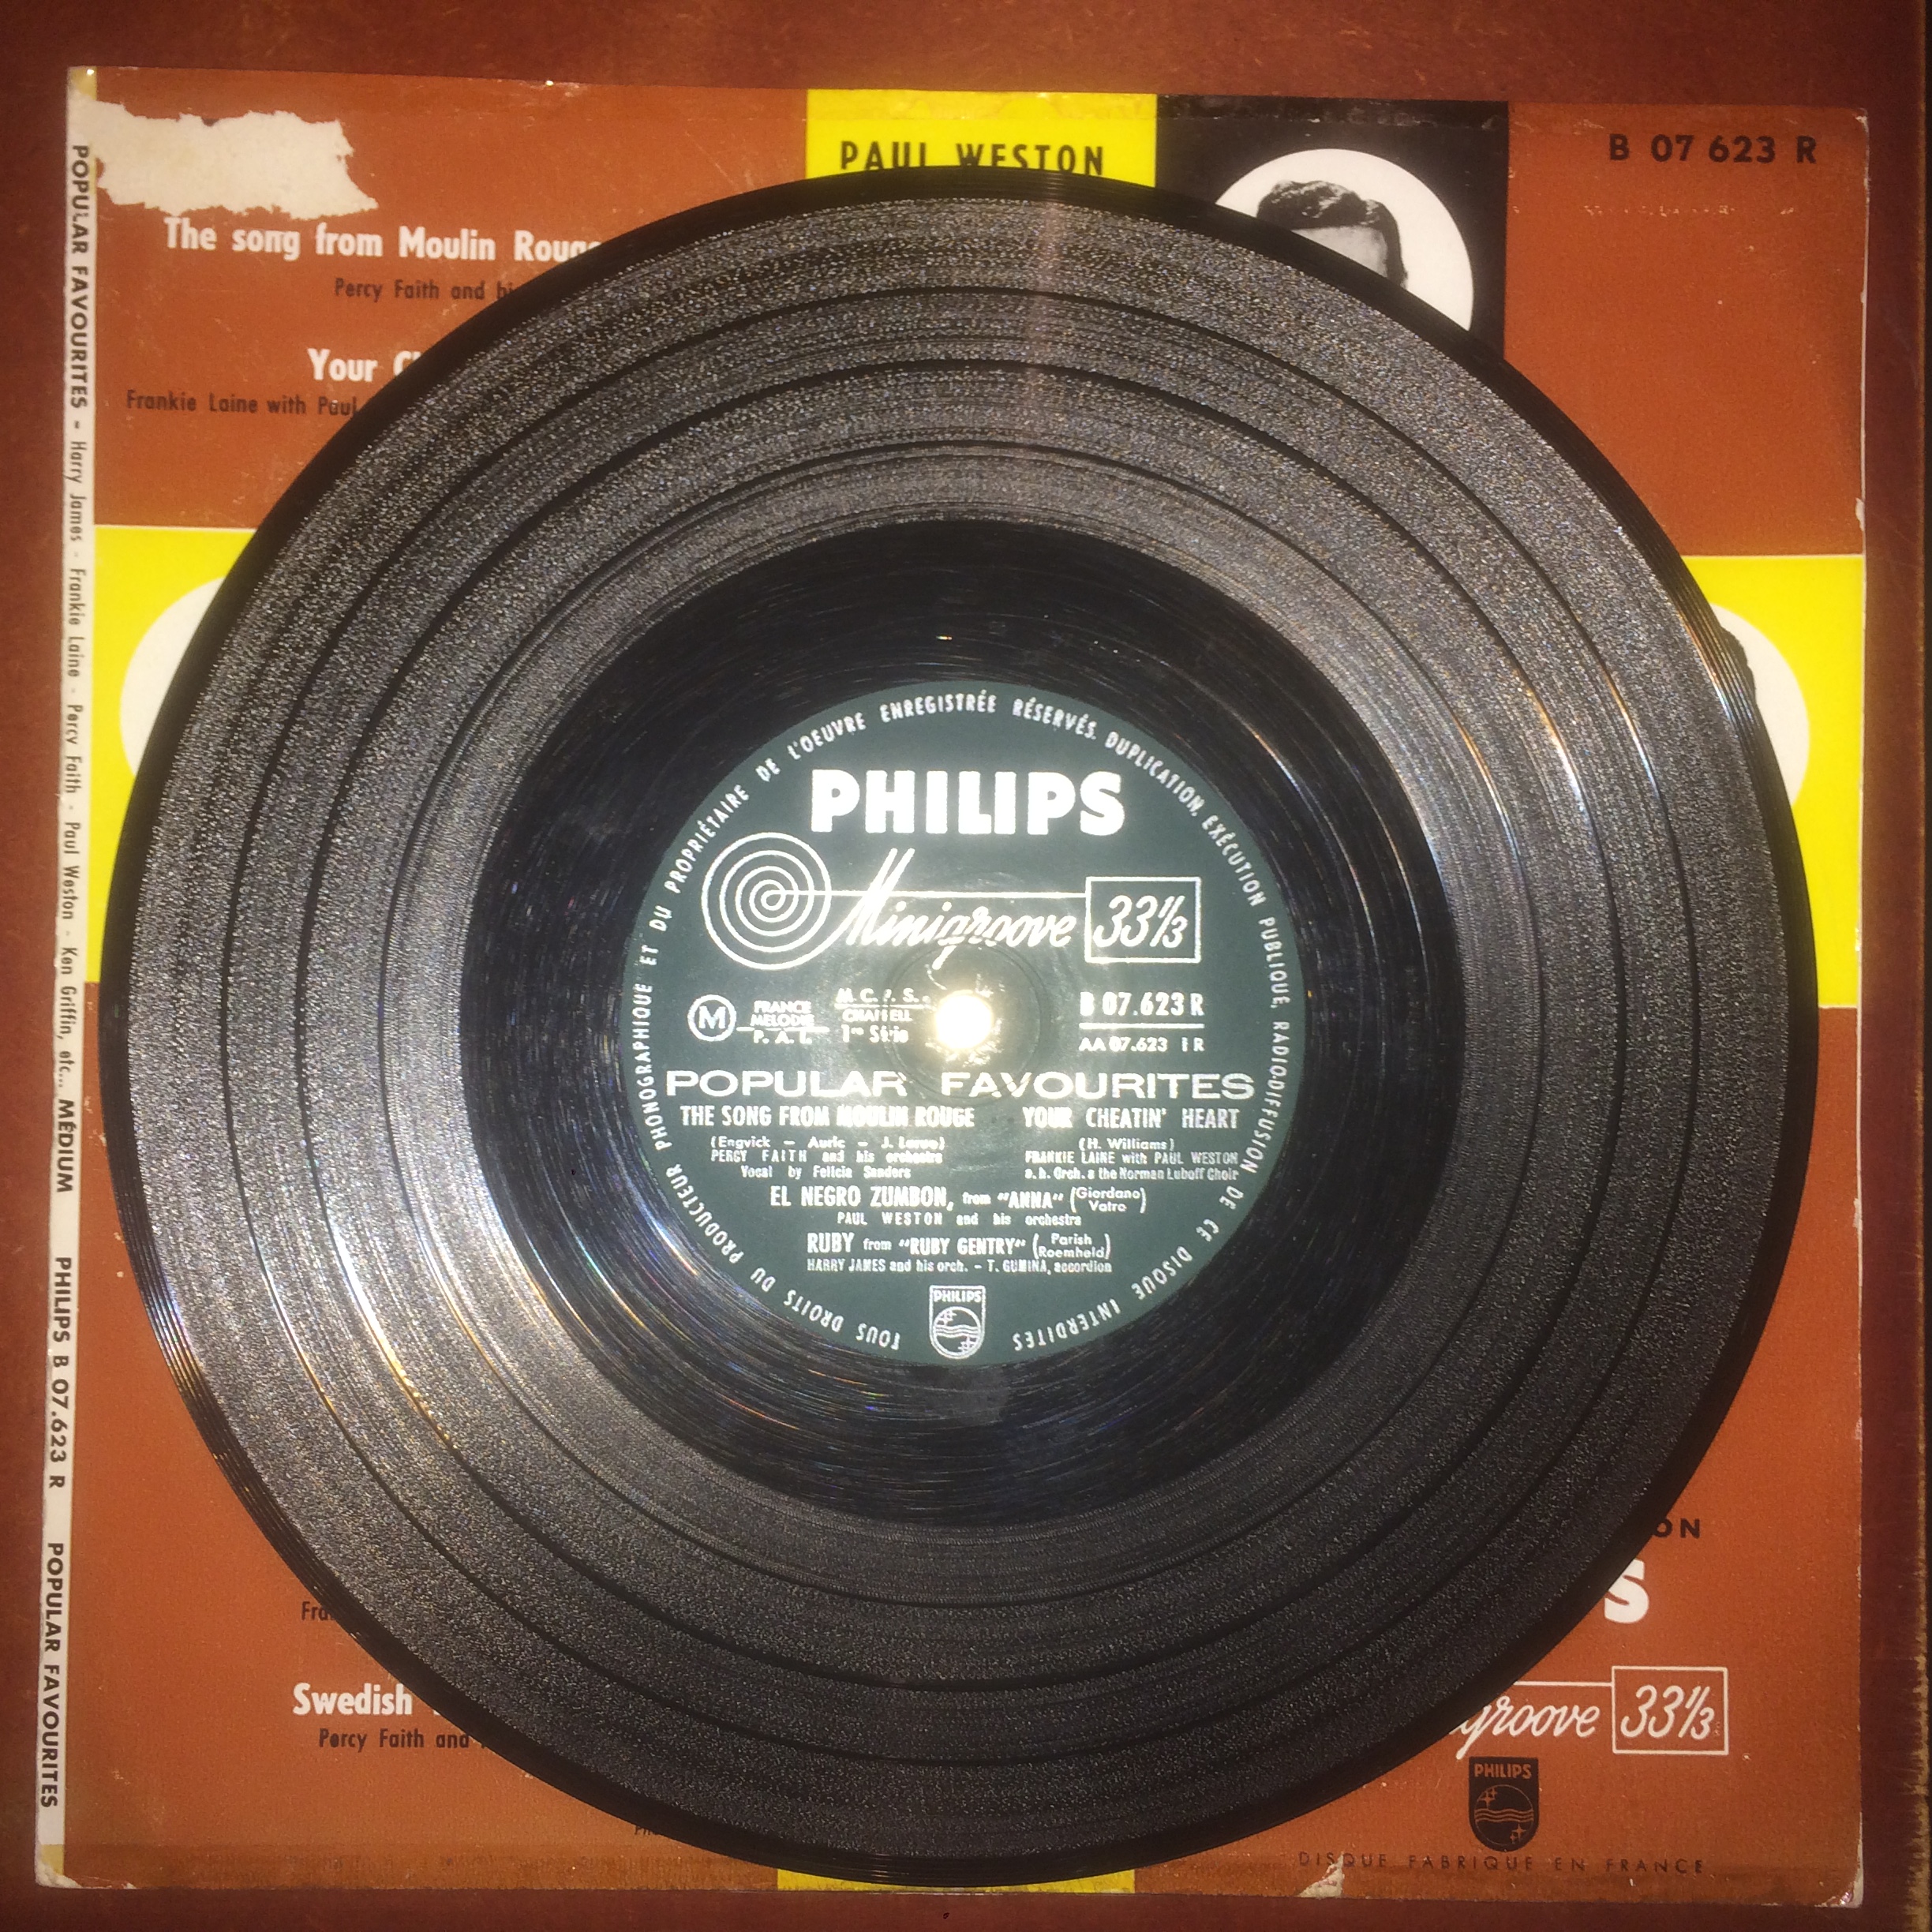 PAUL WESTON
B 07 623 R
The song from Moulin Rouge
Percy Faith and
Your
Frankie Laine with Paul
POPULAR FAVOURITES - Harry James - Frankie Laine - Percy Faith - Paul Weston - Ken Griffin, etc... MÉDIUM PHILIPS B 07.623 R POPULAR FAVOURITES
TOUS DROITS DU PRODUCTEUR PHONOGRAPHIQUE ET DU PROPRIÉTAIRE DE L'OEUVRE ENREGISTRÉE RÉSERVÉS. DUPLICATION, EXÉCUTION PUBLIQUE, RADIO-DIFFUSION DE CE DISQUE INTERDITES
PHILIPS
Minigroove 33⅓
M FRANCE MELODIE
P. A. L.
CHAPPELL
B 07.623 R
AA 07.623 1 R
POPULAR FAVOURITES
THE SONG FROM MOULIN ROUGE
(Engvick - Auric - J. Larue)
PERCY FAITH and his orchestra
Vocal by Felicia Sanders
YOUR CHEATIN' HEART
(H. Williams)
FRANKIE LAINE with PAUL WESTON
a. h. Orch. a the Norman Luboff Choir
EL NEGRO ZUMBON, from "ANNA" (Giordano Vatro)
PAUL WESTON and his orchestra
RUBY from "RUBY GENTRY" (Parish Roemheld)
HARRY JAMES and his orch. - T. GUMINA, accordion
PHILIPS
ON
S
Swedish
Percy Faith and
groove 33⅓
PHILIPS
DISQUE FABRIQUE EN FRANCE